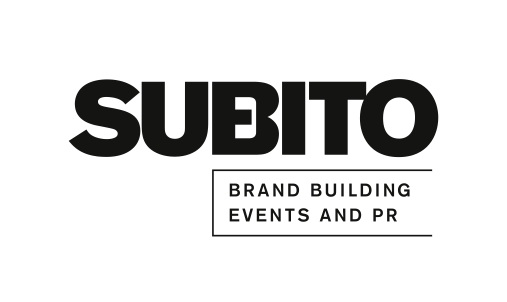 SUBITO
BRAND BUILDING
EVENTS AND PR